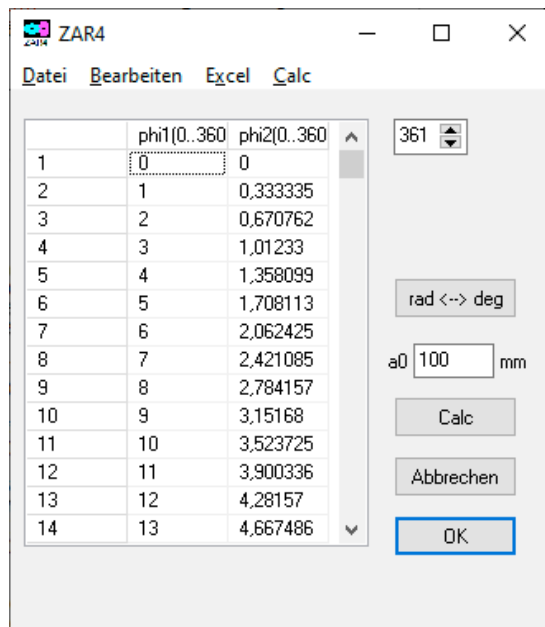 ZAR4
ZAR4
Datei Bearbeiten Excel Calc
phi1(0..360 phi2(0..360
361
1 0 0
2 1 0,333335
3 2 0,670762
4 3 1,01233
5 4 1,358099
6 5 1,708113
rad <--> deg
7 6 2,062425
8 7 2,421085
a0 100 mm
9 8 2,784157
10 9 3,15168
Calc
11 10 3,523725
12 11 3,900336
Abbrechen
13 12 4,28157
14 13 4,667486
OK